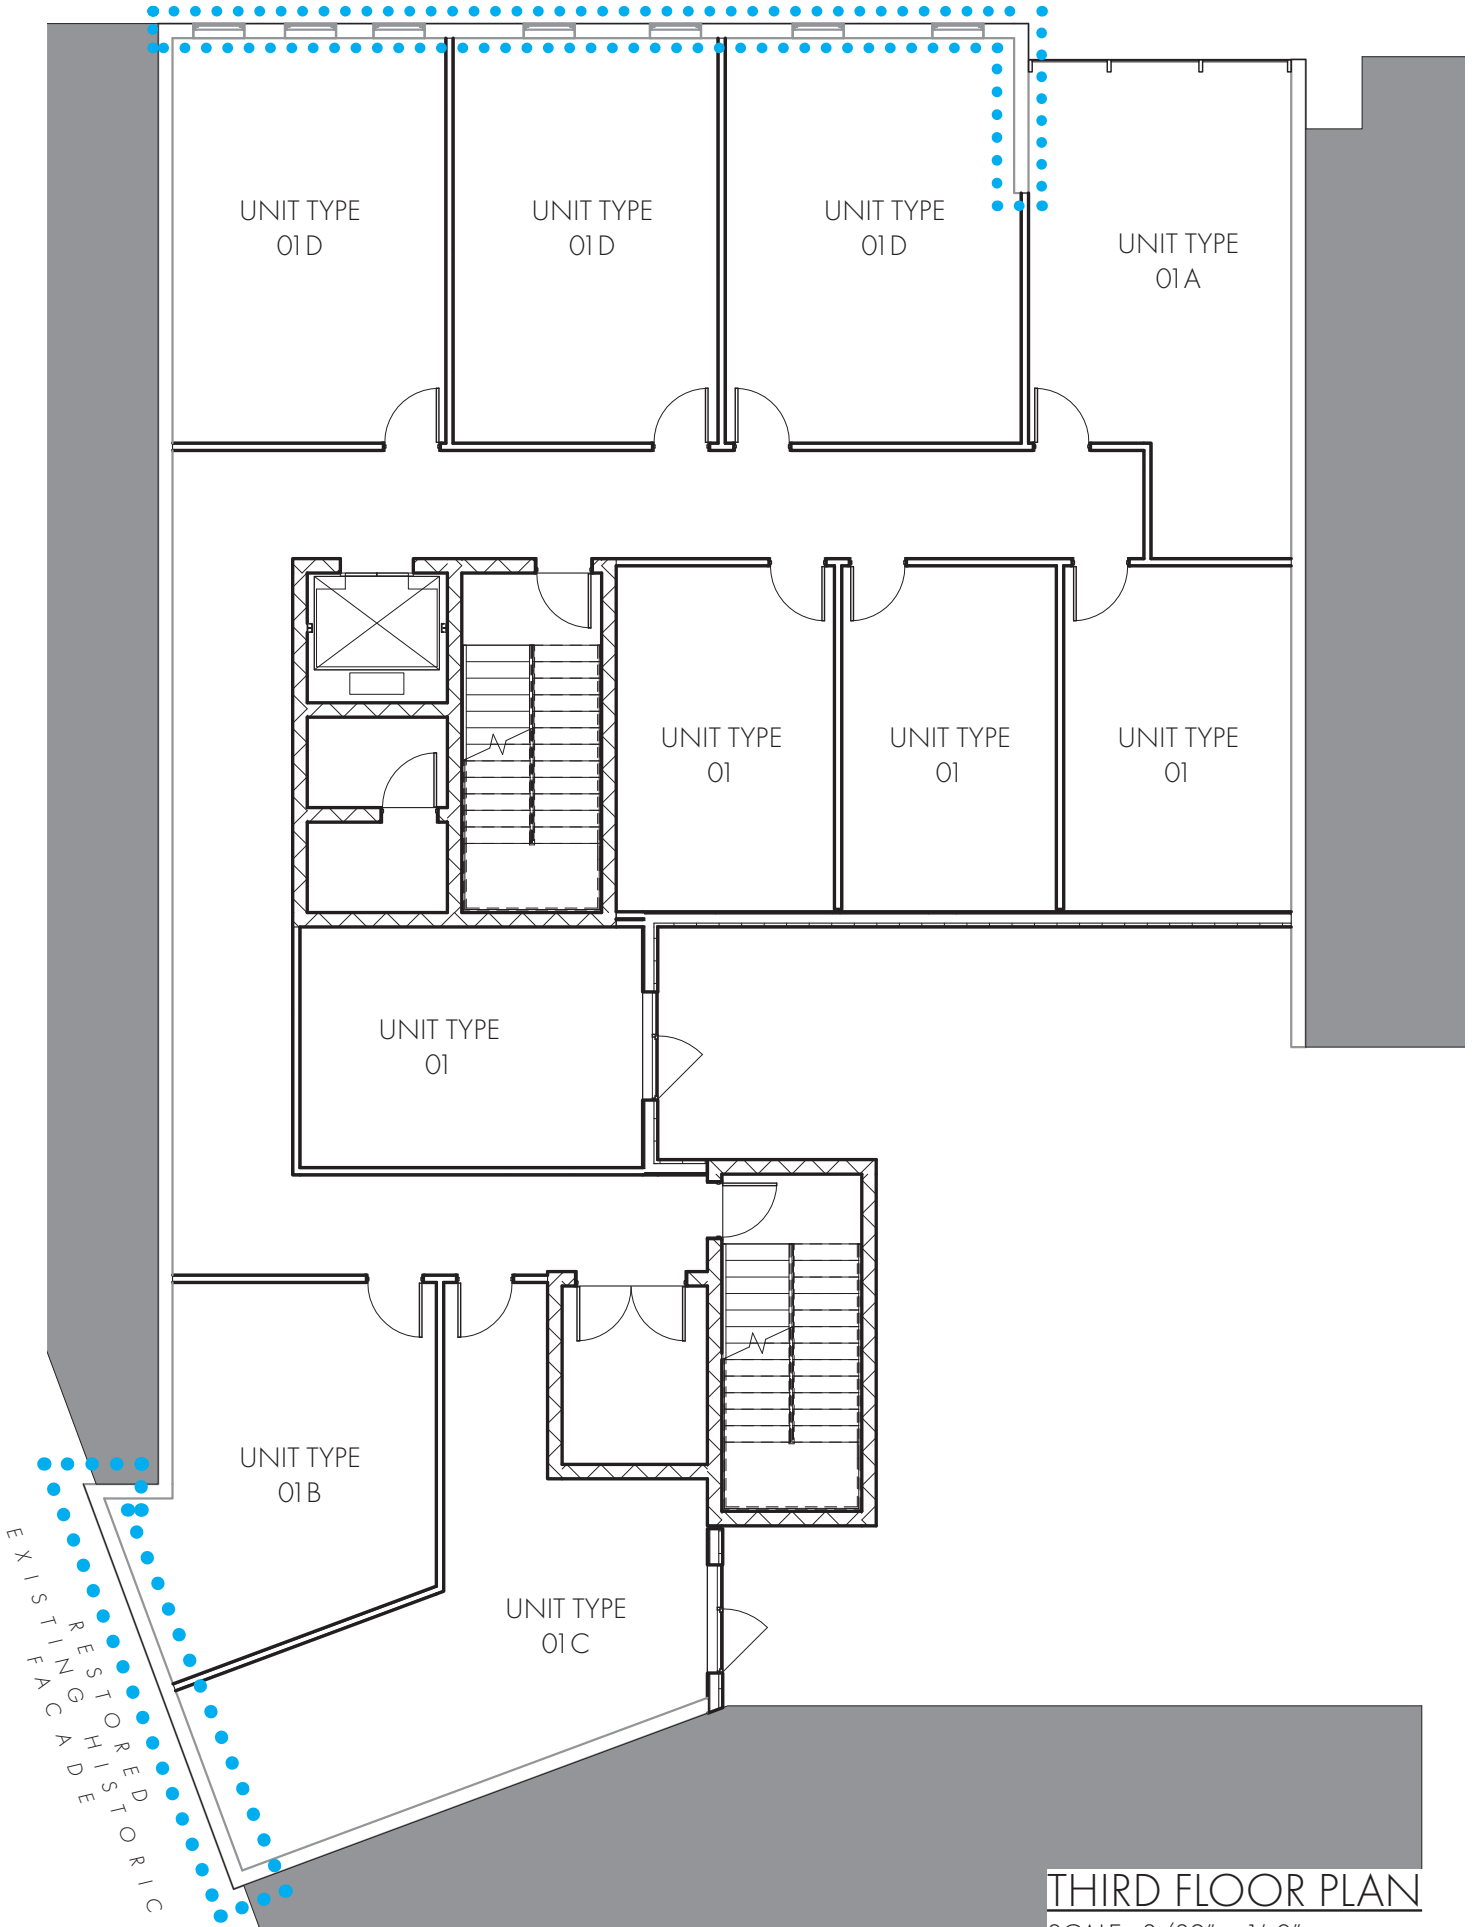 UNIT TYPE
01D
UNIT TYPE
01D
UNIT TYPE
01D
UNIT TYPE
01A
UNIT TYPE
01
UNIT TYPE
01
UNIT TYPE
01
UNIT TYPE
01
UNIT TYPE
01B
UNIT TYPE
01C
RESTORED
EXISTING HISTORIC
FACADE
THIRD FLOOR PLAN